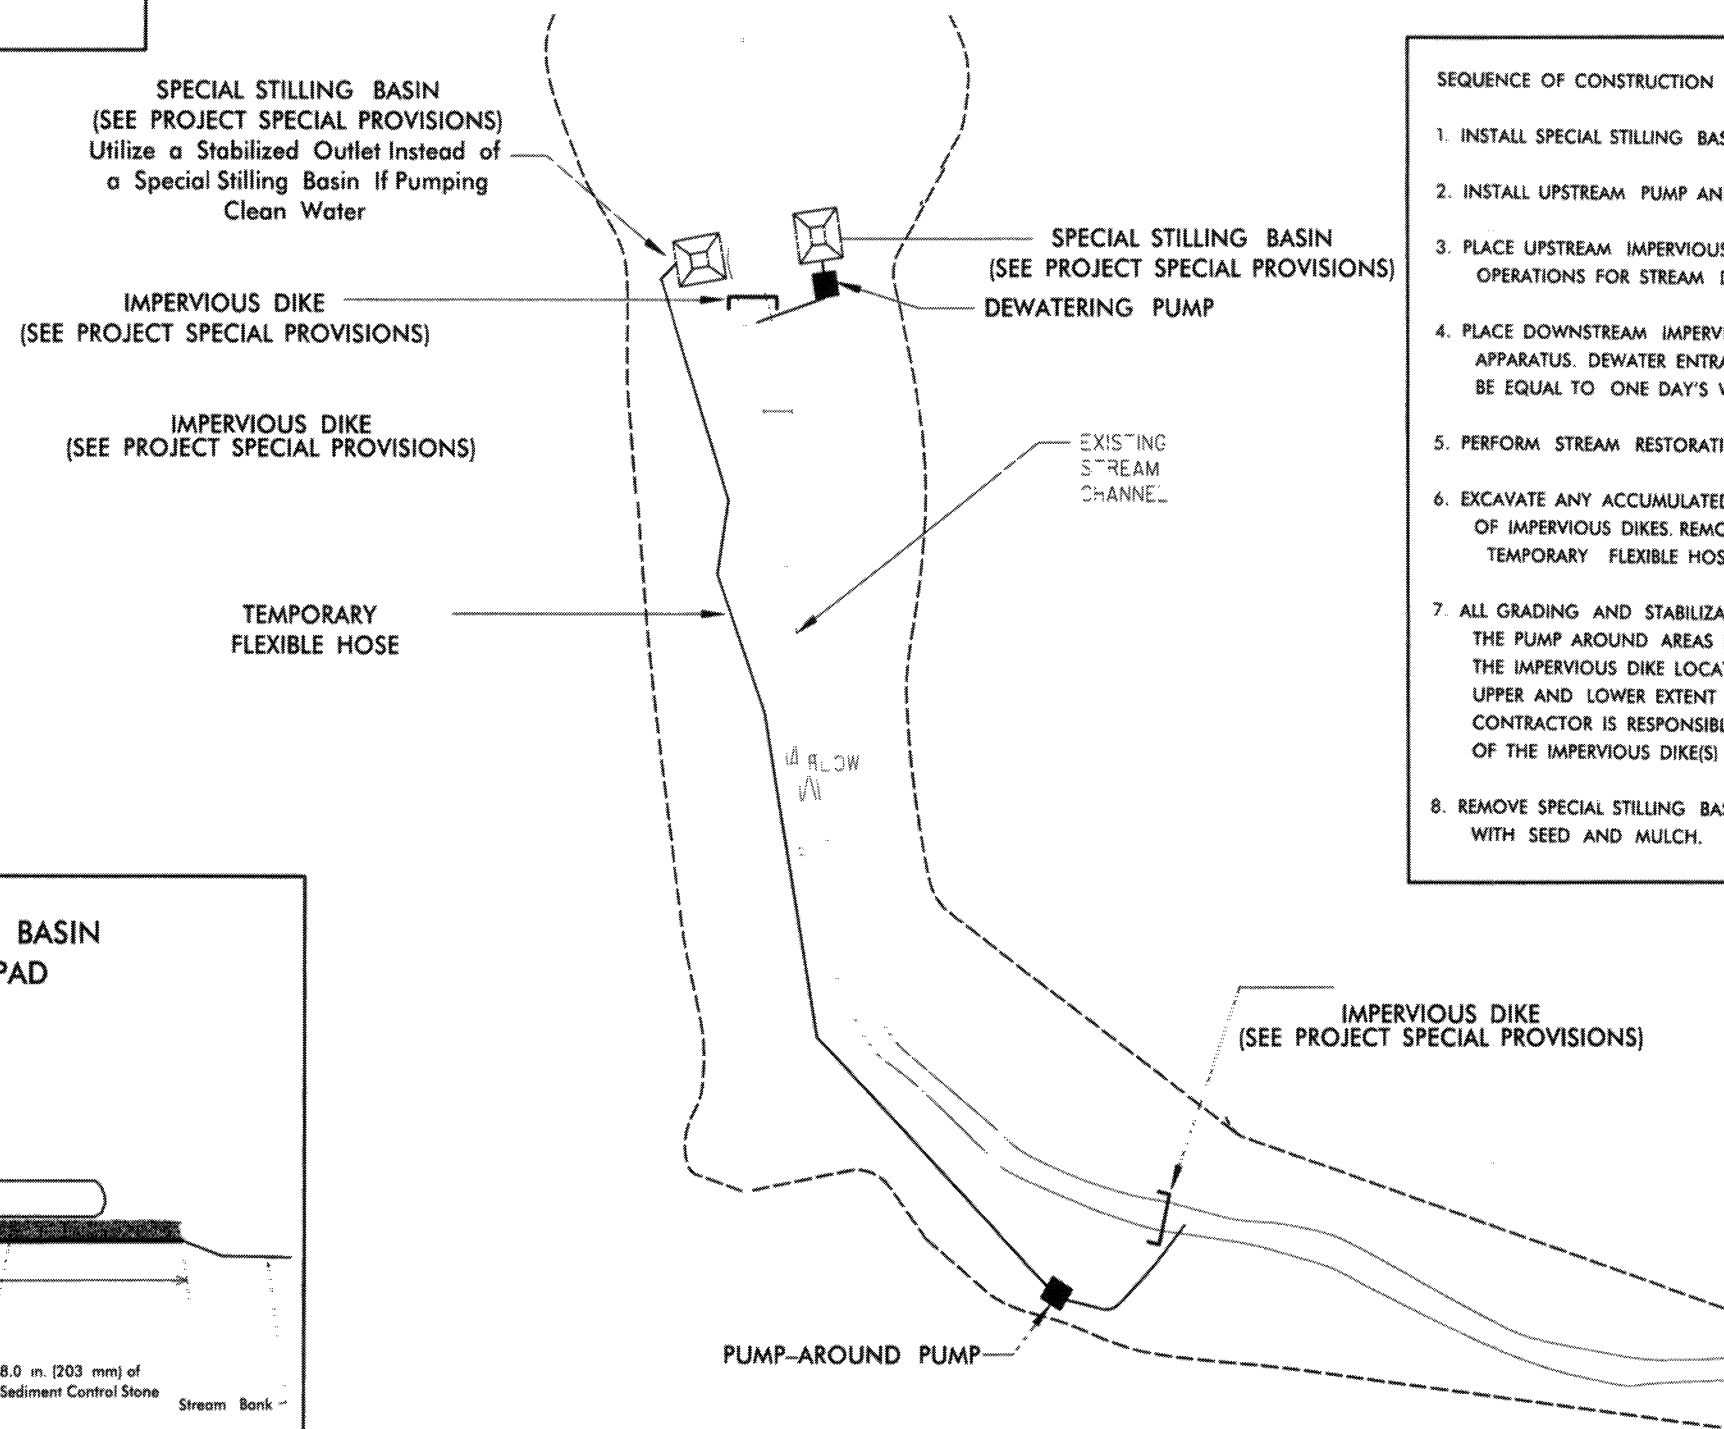 SPECIAL STILLING BASIN
(SEE PROJECT SPECIAL PROVISIONS)
Utilize a Stabilized Outlet Instead of
a Special Stilling Basin If Pumping
Clean Water
IMPERVIOUS DIKE
(SEE PROJECT SPECIAL PROVISIONS)
IMPERVIOUS DIKE
(SEE PROJECT SPECIAL PROVISIONS)
TEMPORARY
FLEXIBLE HOSE
SPECIAL STILLING BASIN
(SEE PROJECT SPECIAL PROVISIONS)
DEWATERING PUMP
EXISTING
STREAM
CHANNEL
IMPERVIOUS DIKE
(SEE PROJECT SPECIAL PROVISIONS)
PUMP-AROUND PUMP
BASIN
PAD
8.0 in. (203 mm) of
Sediment Control Stone
Stream Bank
SEQUENCE OF CONSTRUCTION
1. INSTALL SPECIAL STILLING BAS
2. INSTALL UPSTREAM PUMP AN
3. PLACE UPSTREAM IMPERVIOUS
OPERATIONS FOR STREAM
4. PLACE DOWNSTREAM IMPERVI
APPARATUS. DEWATER ENTRA
BE EQUAL TO ONE DAY'S
5. PERFORM STREAM RESTORATI
6. EXCAVATE ANY ACCUMULATED
OF IMPERVIOUS DIKES. REMO
TEMPORARY FLEXIBLE HOS
7. ALL GRADING AND STABILIZA
THE PUMP AROUND AREAS
THE IMPERVIOUS DIKE LOCAT
UPPER AND LOWER EXTENT
CONTRACTOR IS RESPONSIBL
OF THE IMPERVIOUS DIKE(S)
8. REMOVE SPECIAL STILLING BAS
WITH SEED AND MULCH.